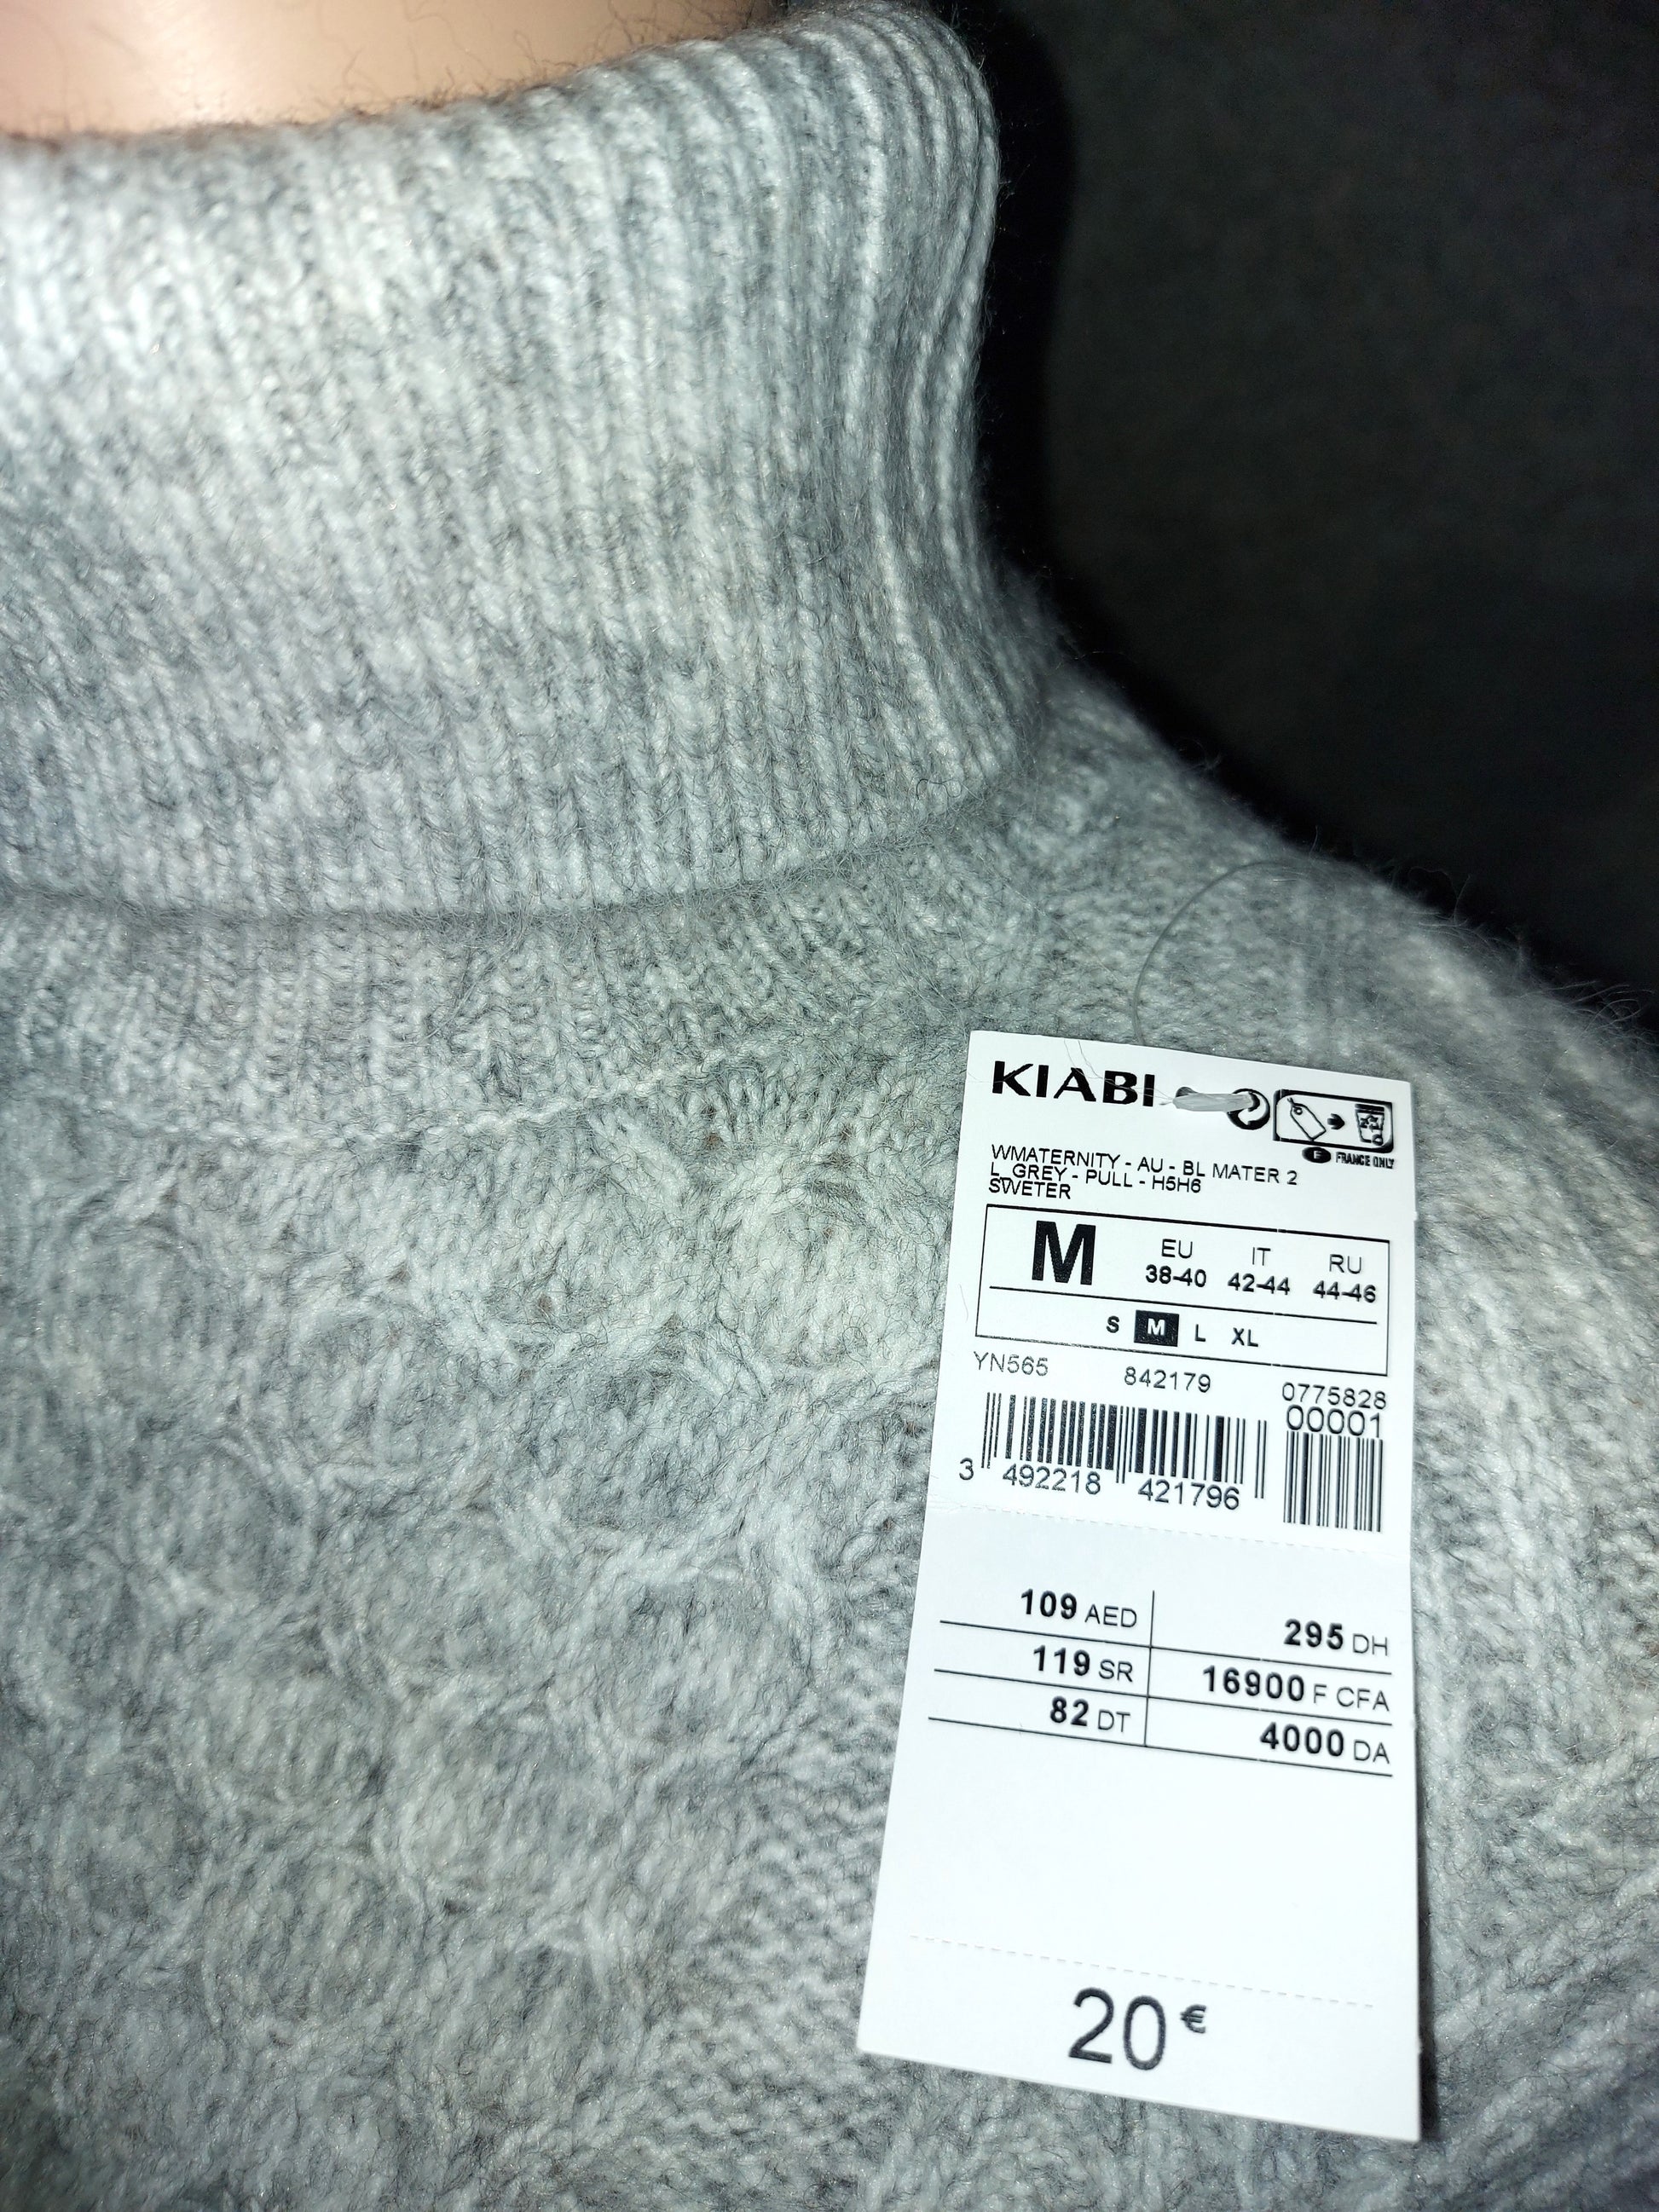 KIABI
FRANCE ONLY
WMATERNITY - AU - BL MATER 2
L_GREY - PULL - H5H6
SWETER
M EU IT RU
38-40 42-44 44-46
S M L XL
YN565 842179 0775828
00001
3 492218 421796
109 AED 295 DH
119 SR 16900 F CFA
82 DT 4000 DA
20 €